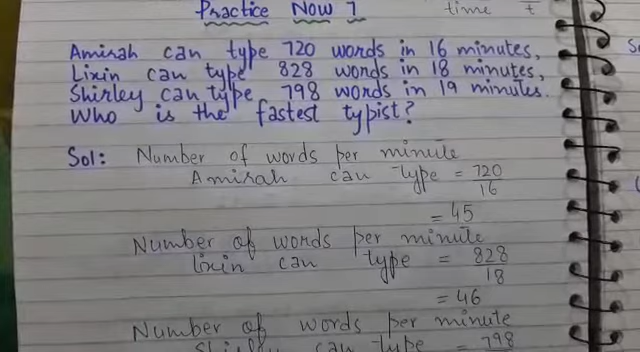 Practice Now 7
time t
Amirah can type 720 words in 16 minutes,
Lixin can type 828 words in 18 minutes,
Shirley can type 798 words in 19 minutes.
Who is the fastest typist?
Sol: Number of words per minute
Amirah can type = 720
16
= 45
Number of words per minute
lixin can type = 828
18
= 46
Number of words per minute
Shirley can type = 798